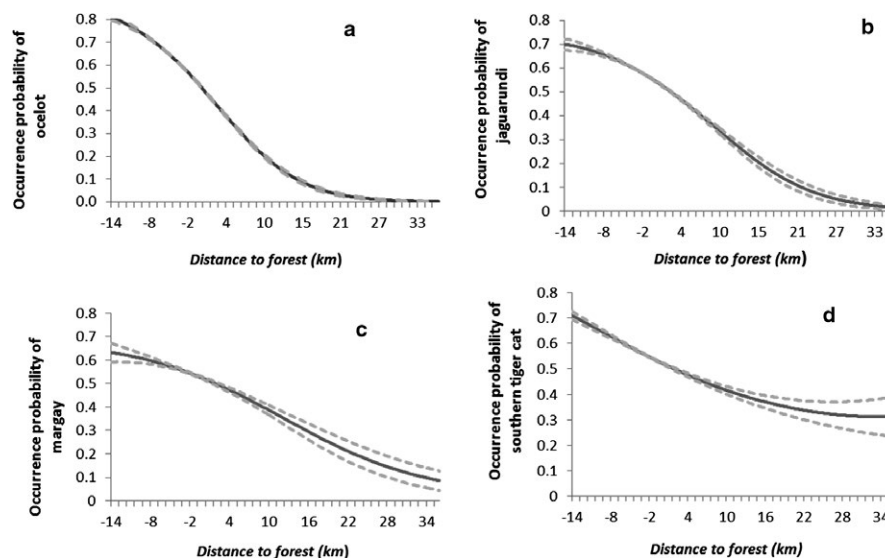 a
Occurrence probability of
ocelot
0.8
0.7
0.6
0.5
0.4
0.3
0.2
0.1
0.0
-14 -8 -2 4 10 15 21 27 33
Distance to forest (km)
b
Occurrence probability of
jaguarundi
0.8
0.7
0.6
0.5
0.4
0.3
0.2
0.1
0
-14 -8 -2 4 10 15 21 27 33
Distance to forest (km)
c
Occurrence probability of
margay
0.8
0.7
0.6
0.5
0.4
0.3
0.2
0.1
0
-14 -8 -2 4 10 16 22 28 34
Distance to forest (km)
d
Occurrence probability of
southern tiger cat
0.8
0.7
0.6
0.5
0.4
0.3
0.2
0.1
0
-14 -8 -2 4 10 16 22 28 34
Distance to forest (km)